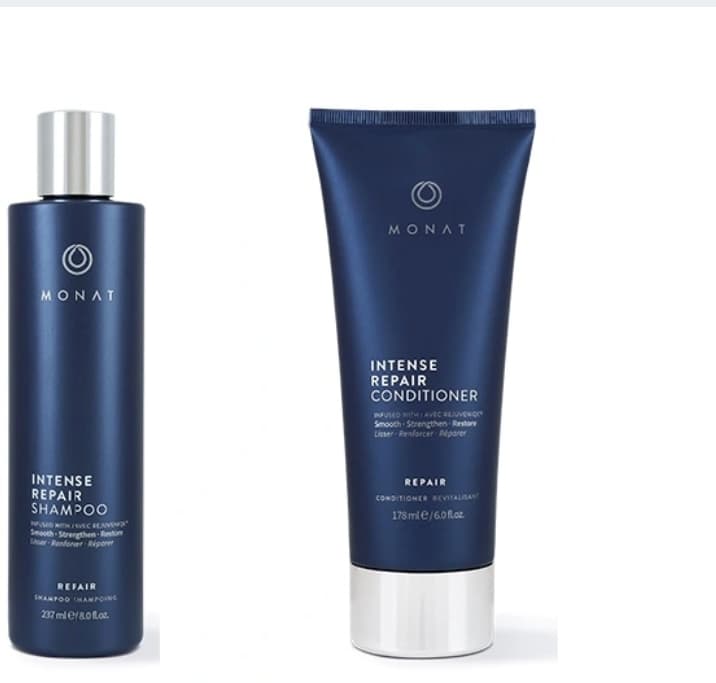 MONAT
INTENSE
REPAIR
SHAMPOO
INFUSED WITH / AVEC REJUVENIQE®
Smooth · Strengthen · Restore
Lisser · Renforcer · Réparer
REPAIR
SHAMPOO SHAMPOING
237 ml ℮/8.0 fl.oz.
MONAT
INTENSE
REPAIR
CONDITIONER
INFUSED WITH / AVEC REJUVENIQE®
Smooth · Strengthen · Restore
Lisser · Renforcer · Réparer
REPAIR
CONDITIONER REVITALISANT
178 ml ℮/6.0 fl.oz.